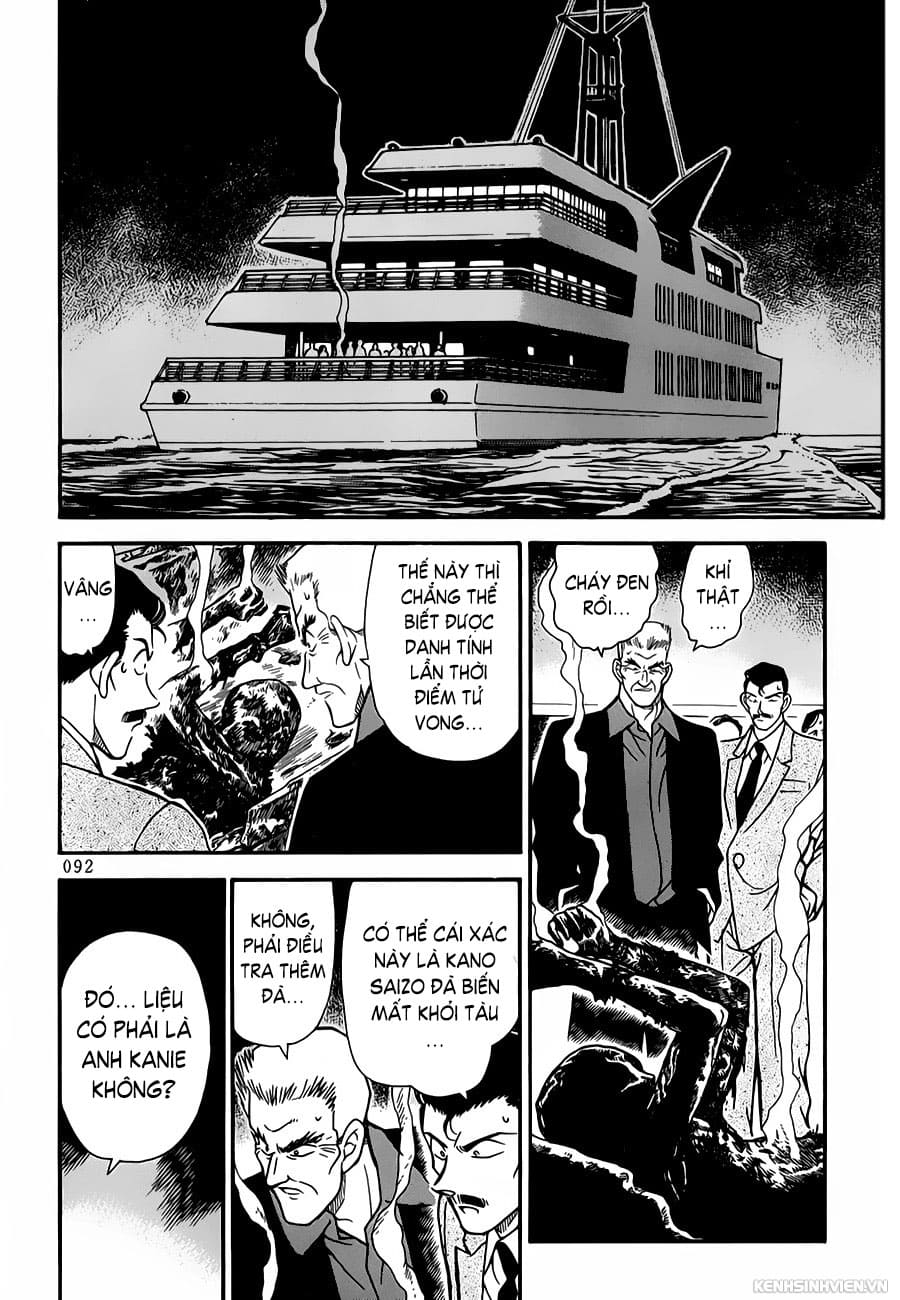 KHỈ
THẬT
...
CHÁY ĐEN
RỒI...
THẾ NÀY THÌ
CHẲNG THỂ
BIẾT ĐƯỢC
DANH TÍNH
LẪN THỜI
ĐIỂM TỬ
VONG...
VÂNG
...
092
CÓ THỂ CÁI XÁC
NÀY LÀ KANO
SAIZO ĐÃ BIẾN
MẤT KHỎI TÀU
...
KHÔNG,
PHẢI ĐIỀU
TRA THÊM
ĐÃ...
ĐÓ... LIỆU
CÓ PHẢI LÀ
ANH KANIE
KHÔNG?
KENHSINHVIEN.VN